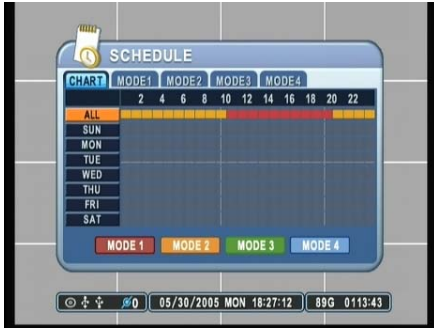 SCHEDULE
CHART MODE1 MODE2 MODE3 MODE4
2 4 6 8 10 12 14 16 18 20 22
ALL
SUN
MON
TUE
WED
THU
FRI
SAT
MODE 1 MODE 2 MODE 3 MODE 4
0 05/30/2005 MON 18:27:12 89G 0113:43